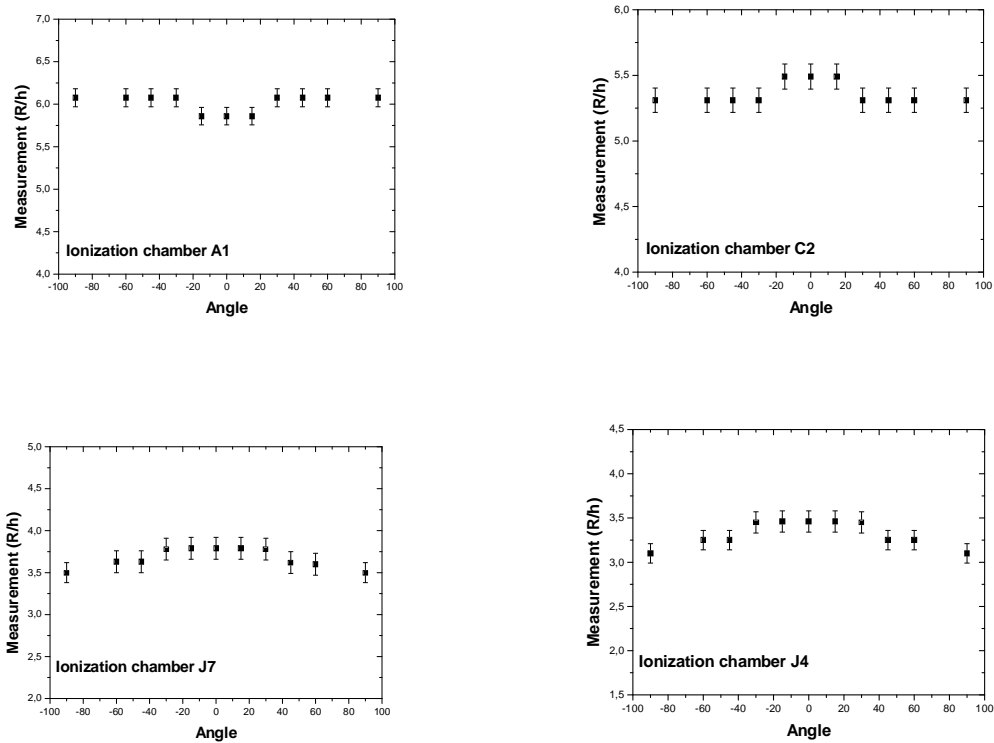 7,0
6,5
6,0
5,5
5,0
4,5
4,0
Measurement (R/h)
Ionization chamber A1
-100 -80 -60 -40 -20 0 20 40 60 80 100
Angle
6,0
5,5
5,0
4,5
4,0
Measurement (R/h)
Ionization chamber C2
-100 -80 -60 -40 -20 0 20 40 60 80 100
Angle
5,0
4,5
4,0
3,5
3,0
2,5
2,0
Measurement (R/h)
Ionization chamber J7
-100 -80 -60 -40 -20 0 20 40 60 80 100
Angle
4,5
4,0
3,5
3,0
2,5
2,0
1,5
Measurement (R/h)
Ionization chamber J4
-100 -80 -60 -40 -20 0 20 40 60 80 100
Angle